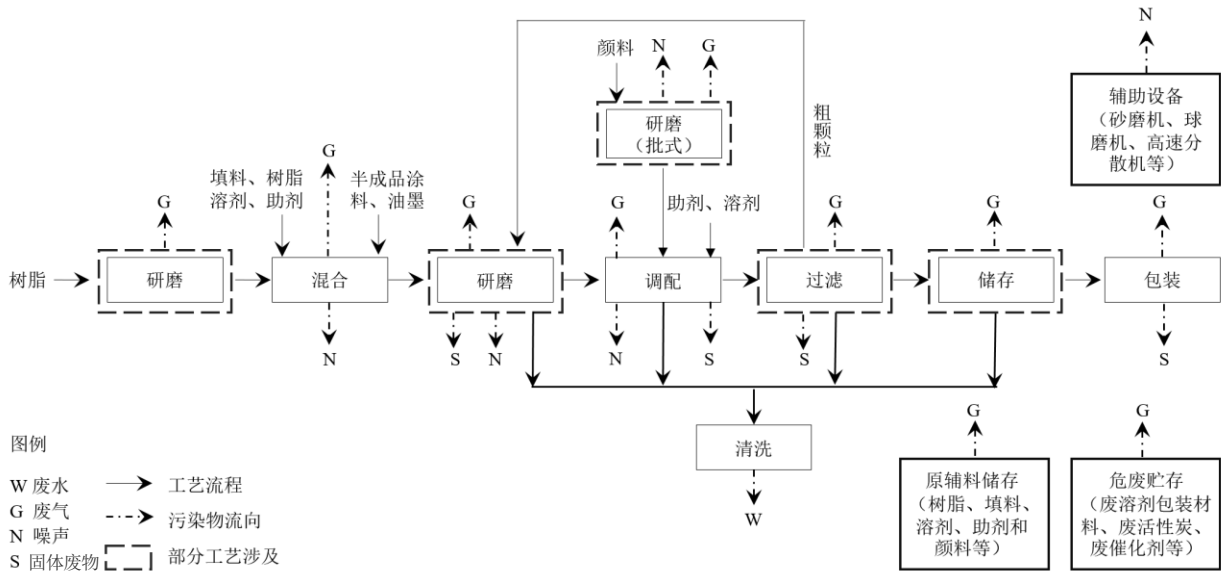 颜料
N
G
研磨
（批式）
粗颗粒
N
辅助设备
（砂磨机、球
磨机、高速分
散机等）
G
填料、树脂
溶剂、助剂
半成品涂
料、油墨
助剂、溶剂
G
G
G
G
G
G
树脂
研磨
混合
研磨
调配
过滤
储存
包装
N
S
N
N
S
S
S
清洗
W
G
原辅料储存
（树脂、填料、
溶剂、助剂和
颜料等）
G
危废贮存
（废溶剂包装材
料、废活性炭、
废催化剂等）
图例
W 废水
工艺流程
G 废气
污染物流向
N 噪声
S 固体废物
部分工艺涉及